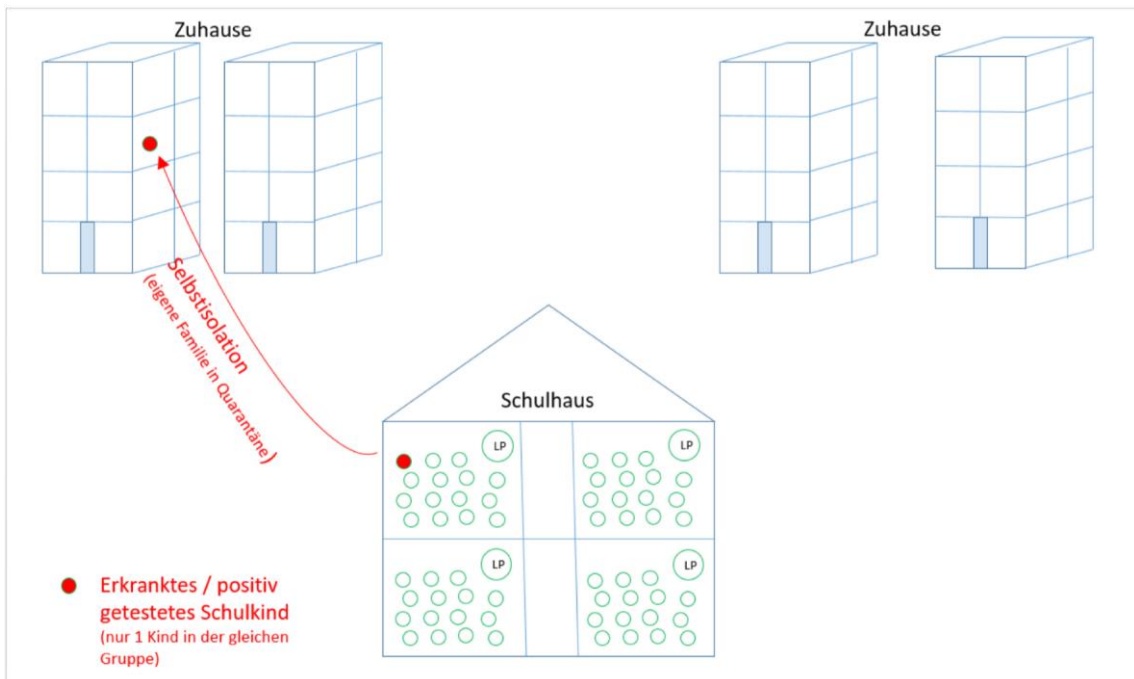 Zuhause
Zuhause
Selbstisolation
(eigene Familie in Quarantäne)
Schulhaus
LP
LP
LP
LP
Erkranktes / positiv
getestetes Schulkind
(nur 1 Kind in der gleichen
Gruppe)